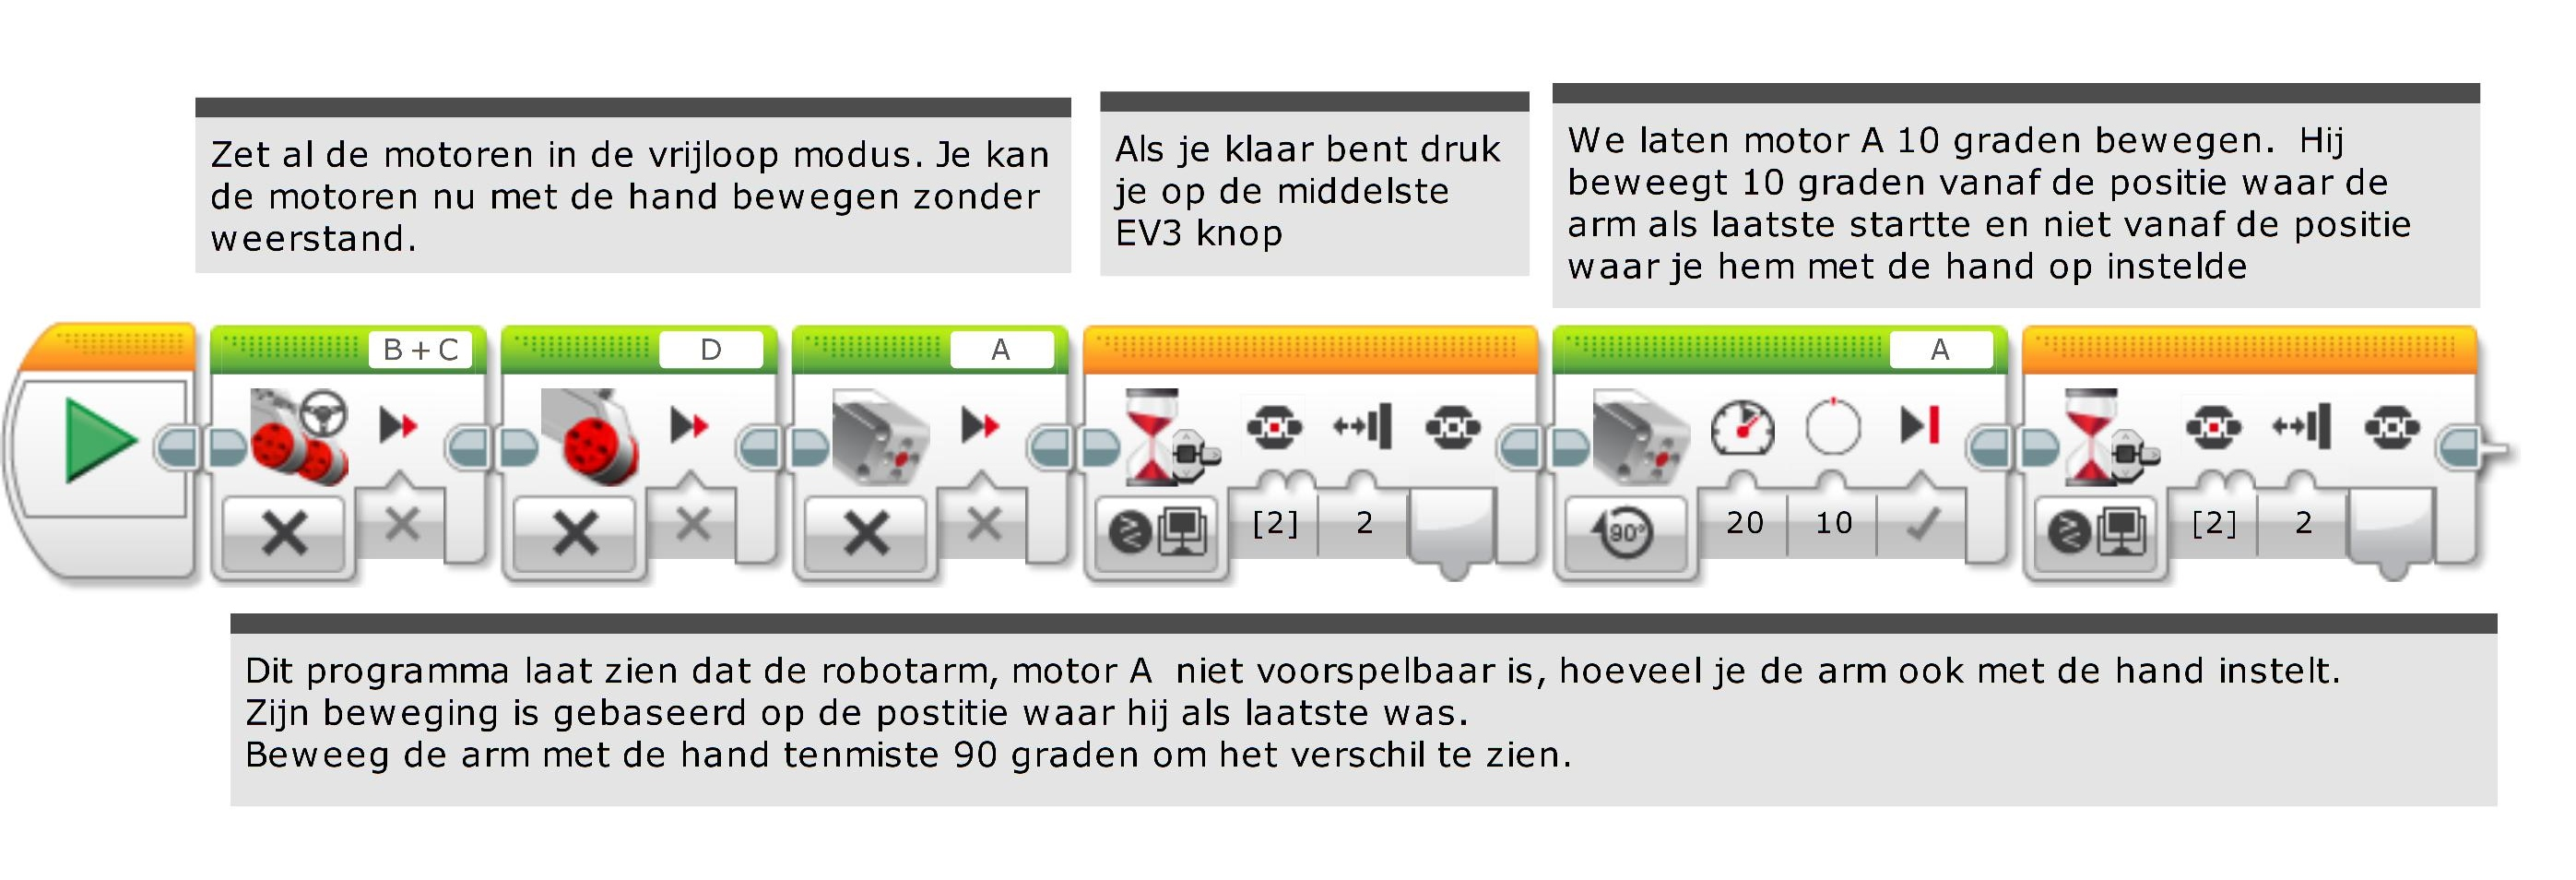 Zet al de motoren in de vrijloop modus. Je kan
de motoren nu met de hand bewegen zonder
weerstand.
Als je klaar bent druk
je op de middelste
EV3 knop
We laten motor A 10 graden bewegen.  Hij
beweegt 10 graden vanaf de positie waar de
arm als laatste startte en niet vanaf de positie
waar je hem met de hand op instelde
B + C
D
A
A
[2]
2
90°
20
10
[2]
2
Dit programma laat zien dat de robotarm, motor A  niet voorspelbaar is, hoeveel je de arm ook met de hand instelt.
Zijn beweging is gebaseerd op de postitie waar hij als laatste was.
Beweeg de arm met de hand tenmiste 90 graden om het verschil te zien.